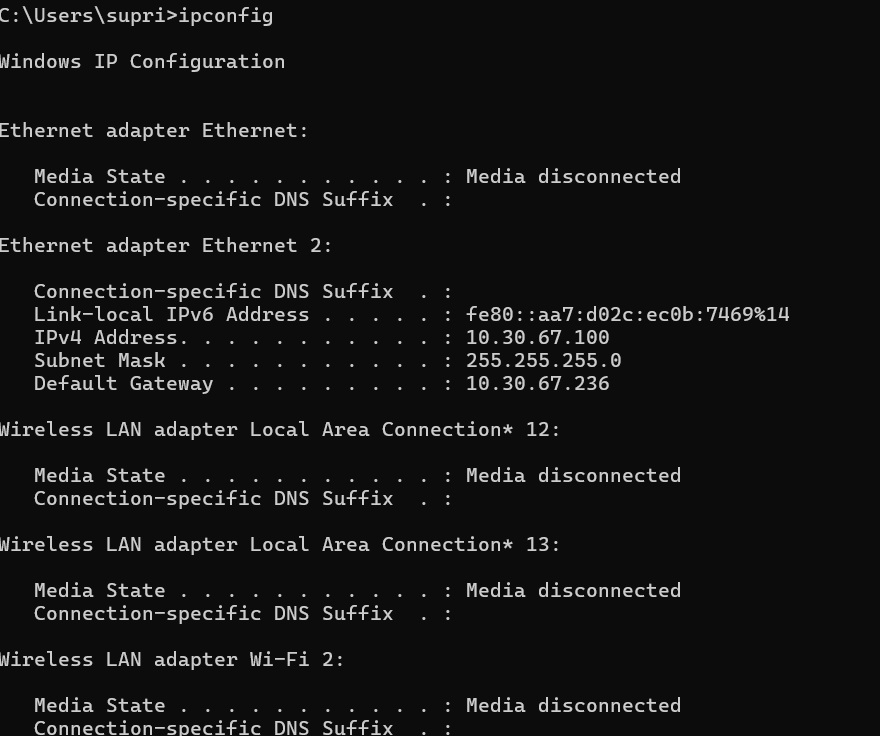 C:\Users\supri>ipconfig
Windows IP Configuration
Ethernet adapter Ethernet:
   Media State . . . . . . . . . . . : Media disconnected
   Connection-specific DNS Suffix  . :
Ethernet adapter Ethernet 2:
   Connection-specific DNS Suffix  . :
   Link-local IPv6 Address . . . . . : fe80::aa7:d02c:ec0b:7469%14
   IPv4 Address. . . . . . . . . . . : 10.30.67.100
   Subnet Mask . . . . . . . . . . . : 255.255.255.0
   Default Gateway . . . . . . . . . : 10.30.67.236
Wireless LAN adapter Local Area Connection* 12:
   Media State . . . . . . . . . . . : Media disconnected
   Connection-specific DNS Suffix  . :
Wireless LAN adapter Local Area Connection* 13:
   Media State . . . . . . . . . . . : Media disconnected
   Connection-specific DNS Suffix  . :
Wireless LAN adapter Wi-Fi 2:
   Media State . . . . . . . . . . . : Media disconnected
   Connection-specific DNS Suffix  . :